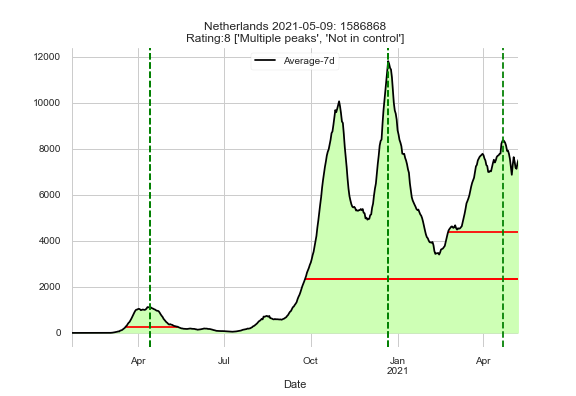 Netherlands 2021-05-09: 1586868
Rating:8 ['Multiple peaks', 'Not in control']
Average-7d
12000
10000
8000
6000
4000
2000
0
Apr
Jul
Oct
Jan
2021
Apr
Date